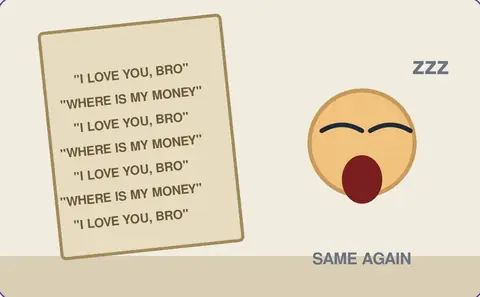 "I LOVE YOU, BRO"
"WHERE IS MY MONEY"
"I LOVE YOU, BRO"
"WHERE IS MY MONEY"
"I LOVE YOU, BRO"
"WHERE IS MY MONEY"
"I LOVE YOU, BRO"
zzz
SAME AGAIN